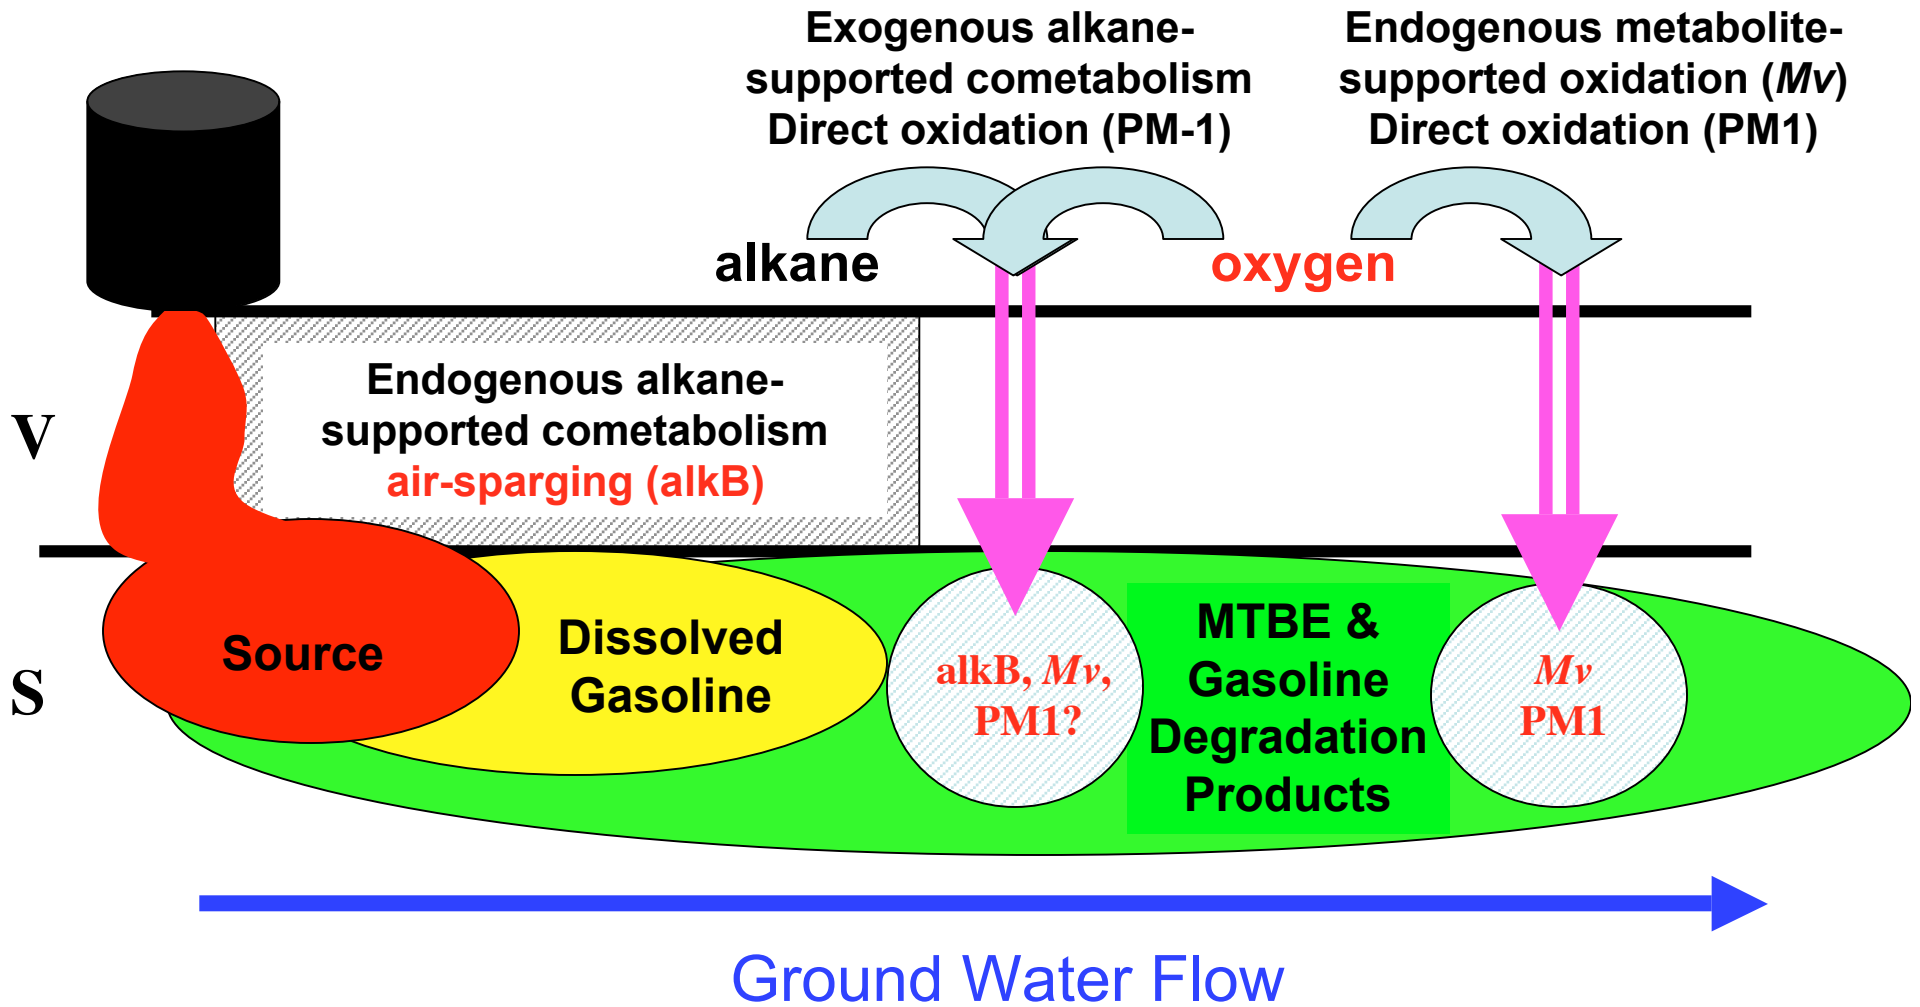 Exogenous alkane-
supported cometabolism
Direct oxidation (PM-1)
Endogenous metabolite-
supported oxidation (Mv)
Direct oxidation (PM1)
alkane
oxygen
Endogenous alkane-
supported cometabolism
air-sparging (alkB)
V
S
Source
Dissolved
Gasoline
alkB, Mv,
PM1?
MTBE &
Gasoline
Degradation
Products
Mv
PM1
Ground Water Flow